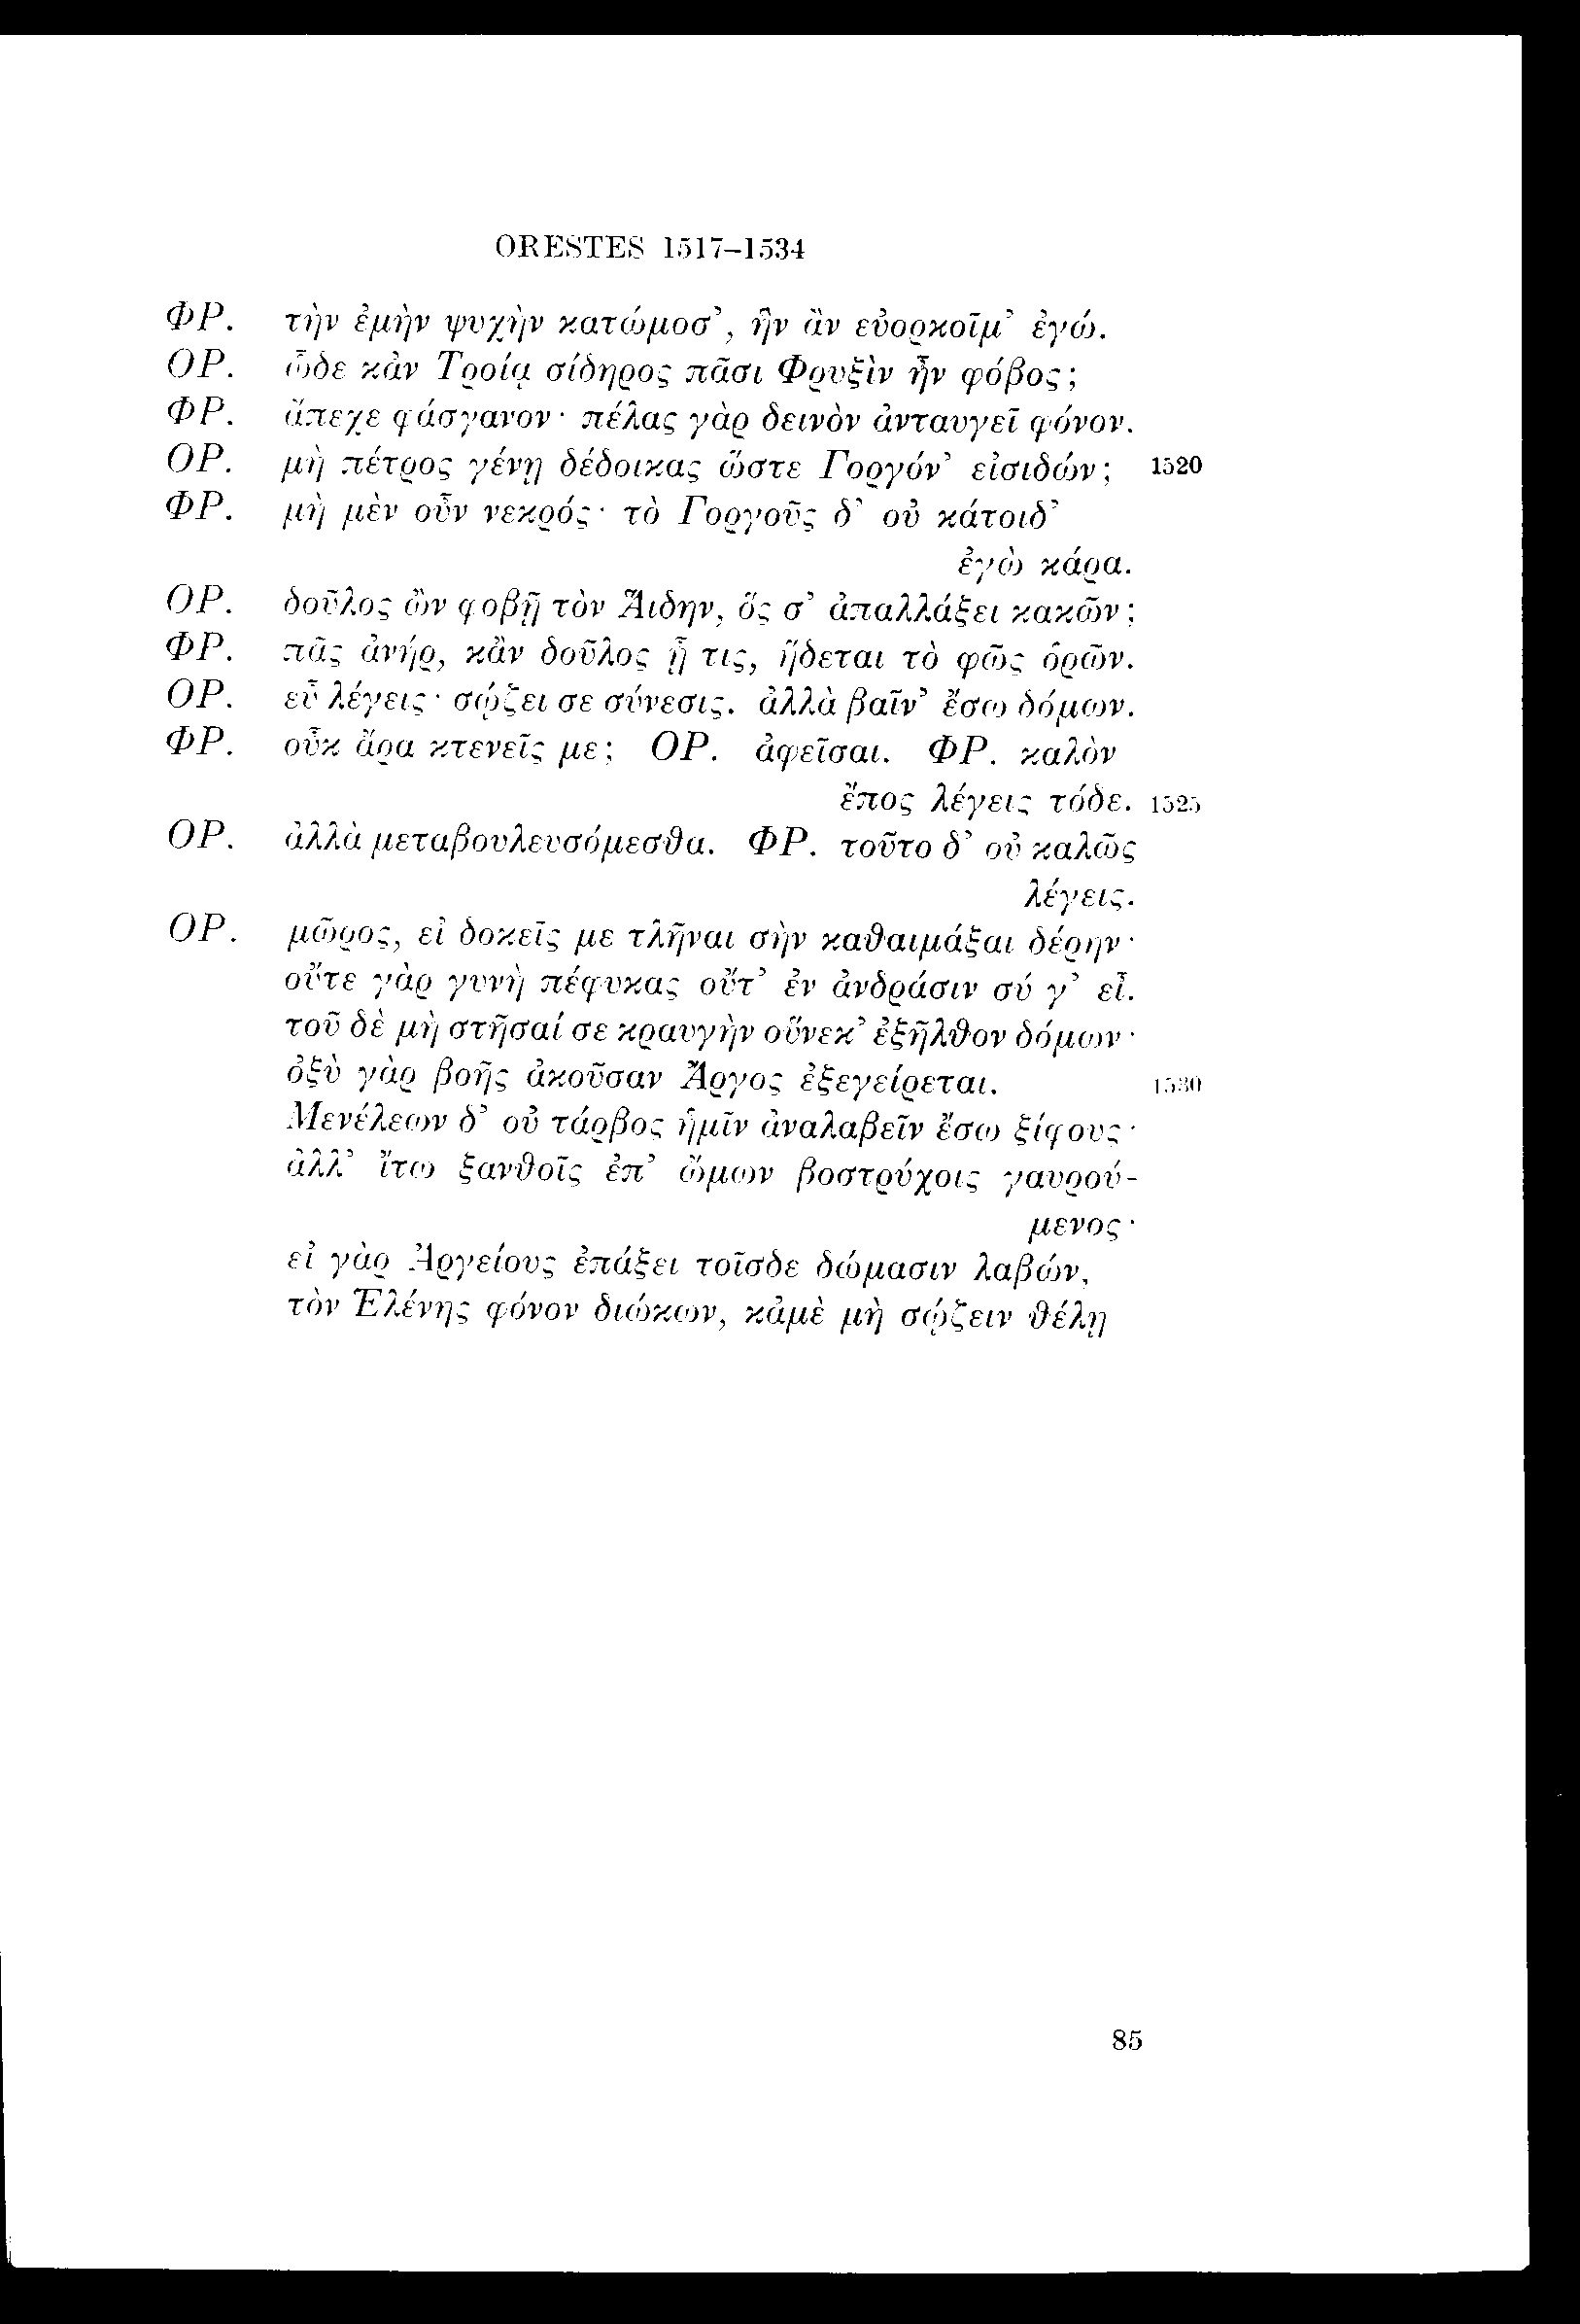 ORESTES 1517–1534
ΦΡ. τὴν ἐμὴν ψυχὴν κατώμοσ’, ἣν ἂν εὐορκοῖμ’ ἐγώ.
ΟΡ. ὧδε κἀν Τροίᾳ σίδηρος πᾶσι Φρυξὶν ἦν φόβος;
ΦΡ. ἄπεχε φάσγανον· πέλας γὰρ δεινὸν ἀνταυγεῖ φόνον.
ΟΡ. μὴ πέτρος γένῃ δέδοικας ὥστε Γοργόν’ εἰσιδών; 1520
ΦΡ. μὴ μὲν οὖν νεκρός· τὸ Γοργοῦς δ’ οὐ κάτοιδ’
ἐγὼ κάρα.
ΟΡ. δοῦλος ὢν φοβῇ τὸν Ἅιδην, ὅς σ’ ἀπαλλάξει κακῶν;
ΦΡ. πᾶς ἀνήρ, κἂν δοῦλος ᾖ τις, ἥδεται τὸ φῶς ὁρῶν.
ΟΡ. εὖ λέγεις· σῴζει σε σύνεσις. ἀλλὰ βαῖν’ ἔσω δόμων.
ΦΡ. οὐκ ἄρα κτενεῖς με; ΟΡ. ἀφεῖσαι. ΦΡ. καλὸν
ἔπος λέγεις τόδε. 1525
ΟΡ. ἀλλὰ μεταβουλευσόμεσθα. ΦΡ. τοῦτο δ’ οὐ καλῶς
λέγεις.
ΟΡ. μῶρος, εἰ δοκεῖς με τλῆναι σὴν καθαιμάξαι δέρην·
οὔτε γὰρ γυνὴ πέφυκας οὔτ’ ἐν ἀνδράσιν σύ γ’ εἶ.
τοῦ δὲ μὴ στῆσαί σε κραυγὴν οὕνεκ’ ἐξῆλθον δόμων·
ὀξὺ γὰρ βοῆς ἀκοῦσαν Ἄργος ἐξεγείρεται. 1530
Μενέλεων δ’ οὐ τάρβος ἡμῖν ἀναλαβεῖν ἔσω ξίφους·
ἀλλ’ ἴτω ξανθοῖς ἐπ’ ὤμων βοστρύχοις γαυρού-
μενος·
εἰ γὰρ Ἀργείους ἐπάξει τοῖσδε δώμασιν λαβών,
τὸν Ἑλένης φόνον διώκων, κἀμὲ μὴ σῴζειν θέλῃ
85